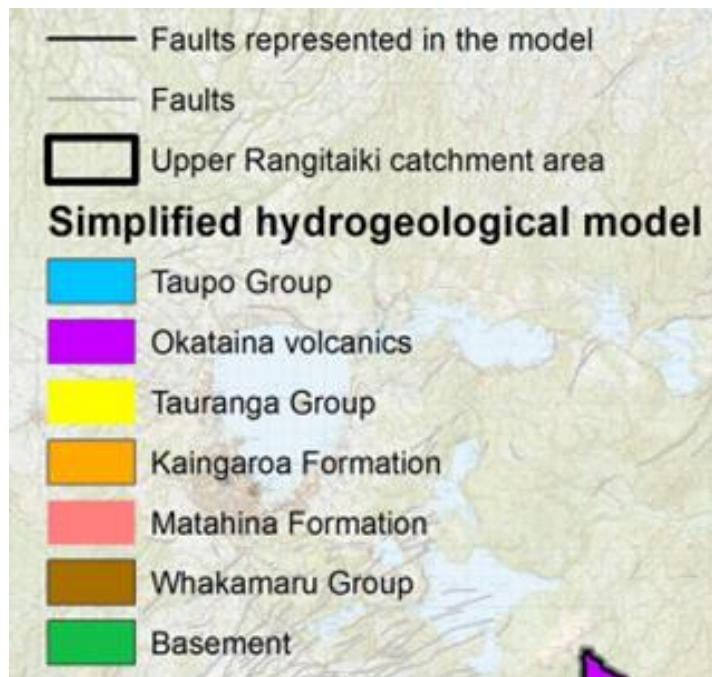 Faults represented in the model
Faults
Upper Rangitaiki catchment area
Simplified hydrogeological model
Taupo Group
Okataina volcanics
Tauranga Group
Kaingaroa Formation
Matahina Formation
Whakamaru Group
Basement